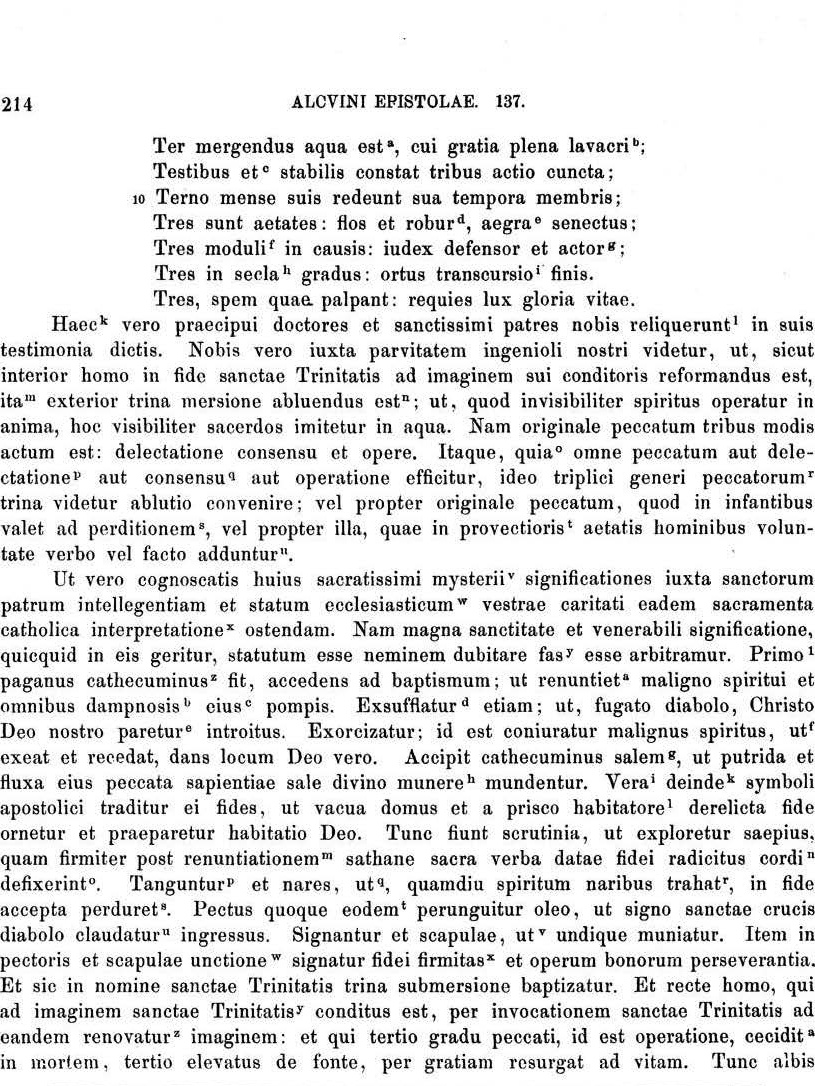 214
ALCVINI EPISTOLAE. 137.
Ter mergendus aqua est ᵃ, cui gratia plena lavacri ᵇ;
Testibus et ᶜ stabilis constat tribus actio cuncta;
10 Terno mense suis redeunt sua tempora membris;
Tres sunt aetates: flos et robur ᵈ, aegra ᵉ senectus;
Tres moduli ᶠ in causis: iudex defensor et actor ᵍ;
Tres in secla ʰ gradus: ortus transcursio ⁱ finis.
Tres, spem quae palpant: requies lux gloria vitae.
Haec ᵏ vero praecipui doctores et sanctissimi patres nobis reliquerunt ˡ in suis
testimonia dictis. Nobis vero iuxta parvitatem ingenioli nostri videtur, ut, sicut
interior homo in fide sanctae Trinitatis ad imaginem sui conditoris reformandus est,
ita ᵐ exterior trina mersione abluendus est ⁿ; ut, quod invisibiliter spiritus operatur in
anima, hoc visibiliter sacerdos imitetur in aqua. Nam originale peccatum tribus modis
actum est: delectatione consensu et opere. Itaque, quia ᵒ omne peccatum aut dele-
ctatione ᵖ aut consensu q aut operatione efficitur, ideo triplici generi peccatorum ʳ
trina videtur ablutio convenire; vel propter originale peccatum, quod in infantibus
valet ad perditionem ˢ, vel propter illa, quae in provectioris ᵗ aetatis hominibus volun-
tate verbo vel facto adduntur ᵘ.
Ut vero cognoscatis huius sacratissimi mysterii ᵛ significationes iuxta sanctorum
patrum intellegentiam et statum ecclesiasticum ʷ vestrae caritati eadem sacramenta
catholica interpretatione ˣ ostendam. Nam magna sanctitate et venerabili significatione,
quicquid in eis geritur, statutum esse neminem dubitare fas ʸ esse arbitramur. Primo ¹
paganus cathecuminus ᶻ fit, accedens ad baptismum; ut renuntiet ᵃ maligno spiritui et
omnibus dampnosis ᵇ eius ᶜ pompis. Exsufflatur ᵈ etiam; ut, fugato diabolo, Christo
Deo nostro paretur ᵉ introitus. Exorcizatur; id est coniuratur malignus spiritus, ut ᶠ
exeat et recedat, dans locum Deo vero. Accipit cathecuminus salem ᵍ, ut putrida et
fluxa eius peccata sapientiae sale divino munere ʰ mundentur. Vera ⁱ deinde ᵏ symboli
apostolici traditur ei fides, ut vacua domus et a prisco habitatore ˡ derelicta fide
ornetur et praeparetur habitatio Deo. Tunc fiunt scrutinia, ut exploretur saepius,
quam firmiter post renuntiationem ᵐ sathane sacra verba datae fidei radicitus cordi ⁿ
defixerint ᵒ. Tanguntur ᵖ et nares, ut q, quamdiu spiritum naribus trahat ʳ, in fide
accepta perduret ˢ. Pectus quoque eodem ᵗ perunguitur oleo, ut signo sanctae crucis
diabolo claudatur ᵘ ingressus. Signantur et scapulae, ut ᵛ undique muniatur. Item in
pectoris et scapulae unctione ʷ signatur fidei firmitas ˣ et operum bonorum perseverantia.
Et sic in nomine sanctae Trinitatis trina submersione baptizatur. Et recte homo, qui
ad imaginem sanctae Trinitatis ʸ conditus est, per invocationem sanctae Trinitatis ad
eandem renovatur ᶻ imaginem: et qui tertio gradu peccati, id est operatione, cecidit ᵃ
in mortem, tertio elevatus de fonte, per gratiam resurgat ad vitam. Tunc albis